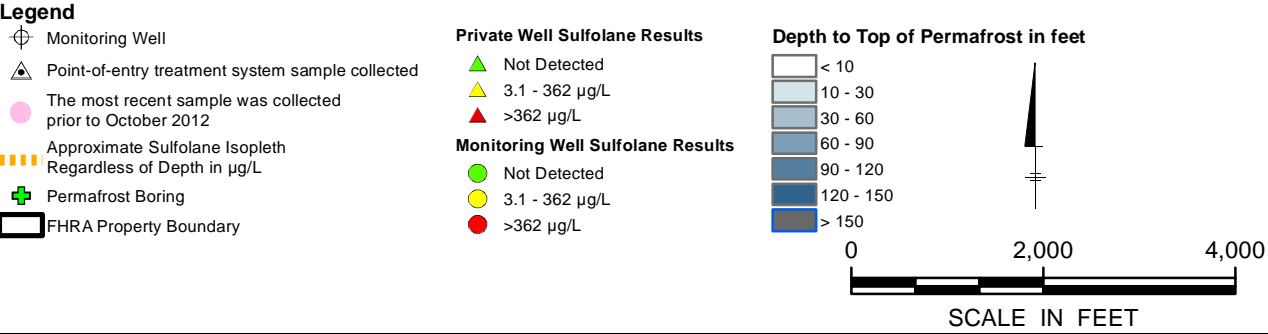 Legend
Monitoring Well
Point-of-entry treatment system sample collected
The most recent sample was collected
prior to October 2012
Approximate Sulfolane Isopleth
Regardless of Depth in µg/L
Permafrost Boring
FHRA Property Boundary
Private Well Sulfolane Results
Not Detected
3.1 - 362 µg/L
>362 µg/L
Monitoring Well Sulfolane Results
Not Detected
3.1 - 362 µg/L
>362 µg/L
Depth to Top of Permafrost in feet
< 10
10 - 30
30 - 60
60 - 90
90 - 120
120 - 150
> 150
0 2,000 4,000
SCALE IN FEET